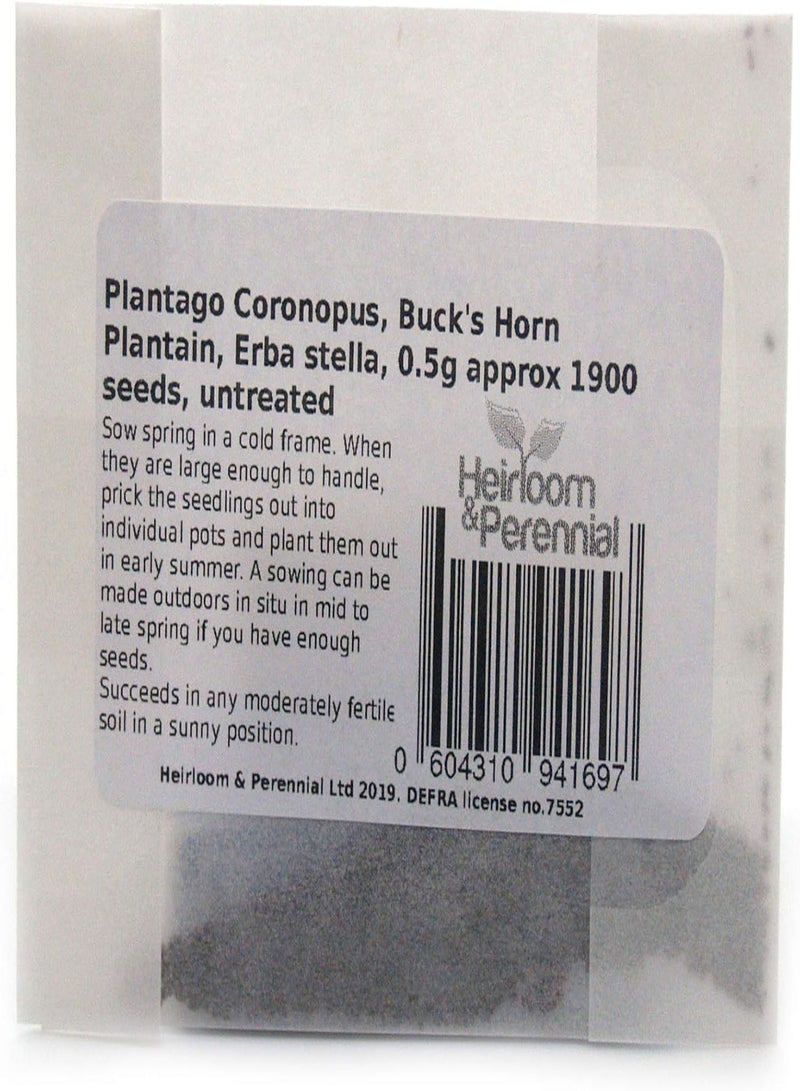 Plantago Coronopus, Buck's Horn
Plantain, Erba stella, 0.5g approx 1900
seeds, untreated
Sow spring in a cold frame. When
they are large enough to handle,
prick the seedlings out into
individual pots and plant them out
in early summer. A sowing can be
made outdoors in situ in mid to
late spring if you have enough
seeds.
Succeeds in any moderately fertile
soil in a sunny position.
Heirloom
&Perennial
0 604310 941697
Heirloom & Perennial Ltd 2019. DEFRA license no.7552